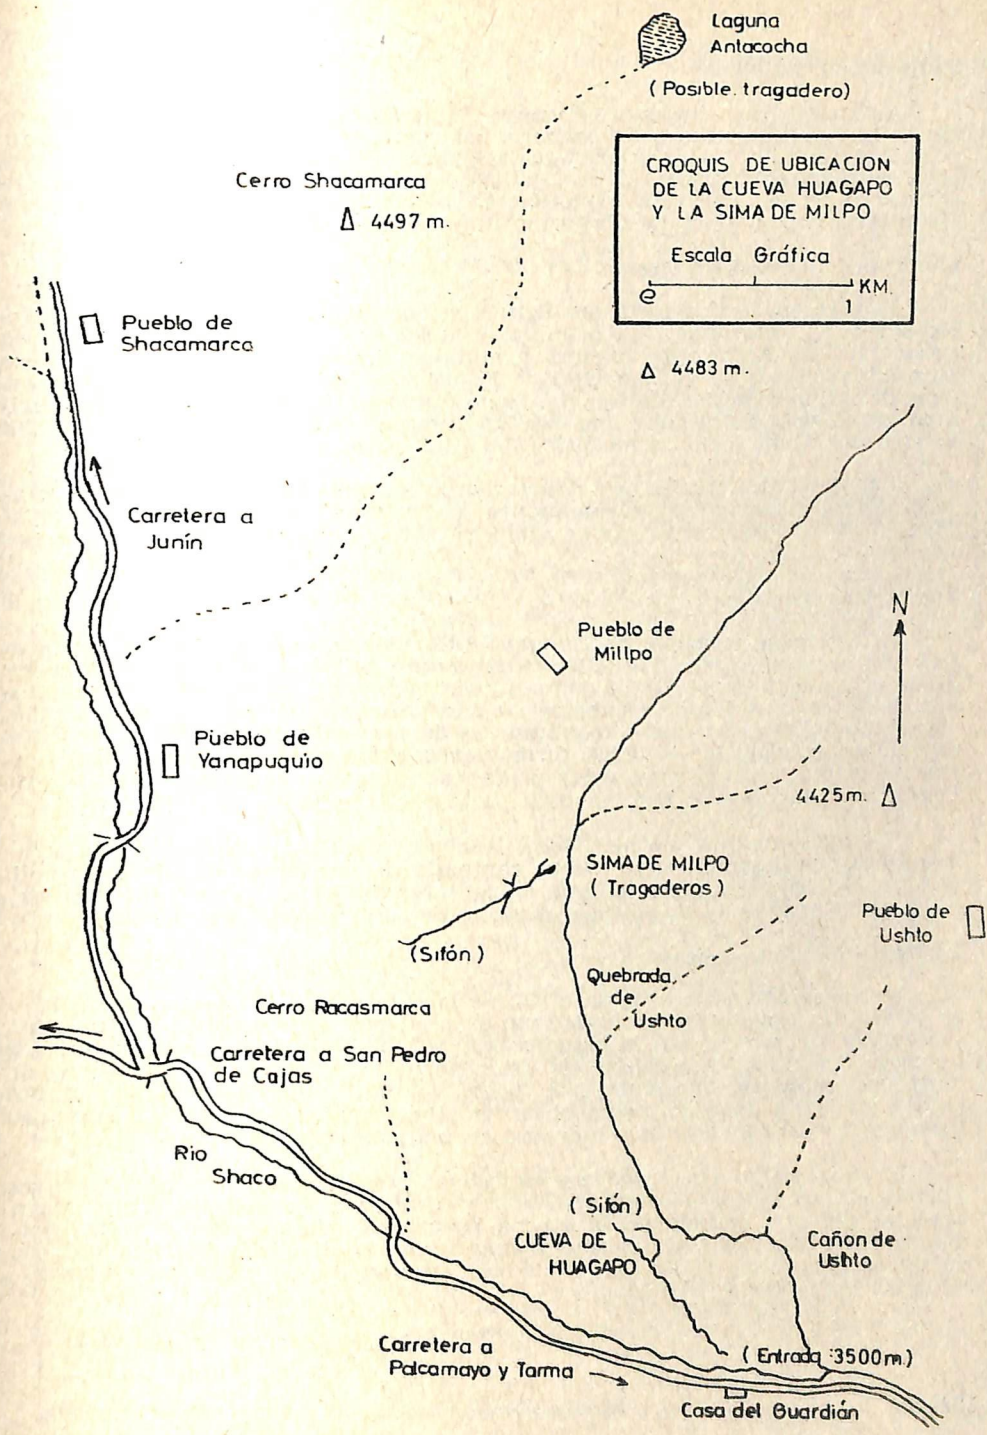 Laguna
Antacocha
(Posible. tragadero)
CROQUIS DE UBICACION
DE LA CUEVA HUAGAPO
Y LA SIMA DE MILPO
Escala Gráfica
0 KM.
1
Cerro Shacamarca
4497 m.
Pueblo de
Shacamarca
4483 m.
Carretera a
Junín
N
Pueblo de
Millpo
Pueblo de
Yanapuquio
4425m.
SIMA DE MILPO
(Tragaderos)
Pueblo de
Ushto
(Sifón)
Quebrada
de
Ushto
Cerro Racasmarca
Carretera a San Pedro
de Cajas
Rio
Shaco
(Sifón)
CUEVA DE
HUAGAPO
Cañon de
Ushto
Carretera a
Palcamayo y Tarma
(Entrada :3500m.)
Casa del Guardián